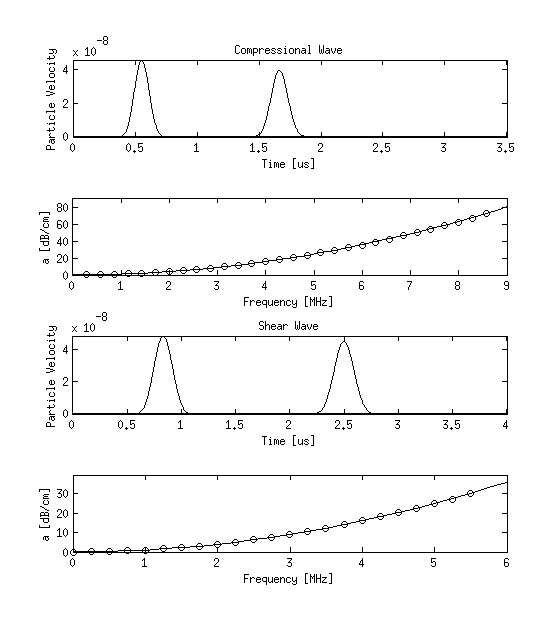 Compressional Wave
x 10^-8
Particle Velocity
4
2
0
0 0.5 1 1.5 2 2.5 3 3.5
Time [us]
a [dB/cm]
80
60
40
20
0
0 1 2 3 4 5 6 7 8 9
Frequency [MHz]
Shear Wave
x 10^-8
Particle Velocity
4
2
0
0 0.5 1 1.5 2 2.5 3 3.5 4
Time [us]
a [dB/cm]
30
20
10
0
0 1 2 3 4 5 6
Frequency [MHz]